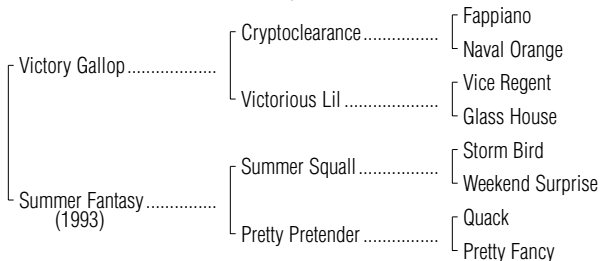 Fappiano
Cryptoclearance................
Naval Orange
Victory Gallop...................
Vice Regent
Victorious Lil....................
Glass House
Storm Bird
Summer Squall.................
Weekend Surprise
Summer Fantasy...............
(1993)
Quack
Pretty Pretender................
Pretty Fancy